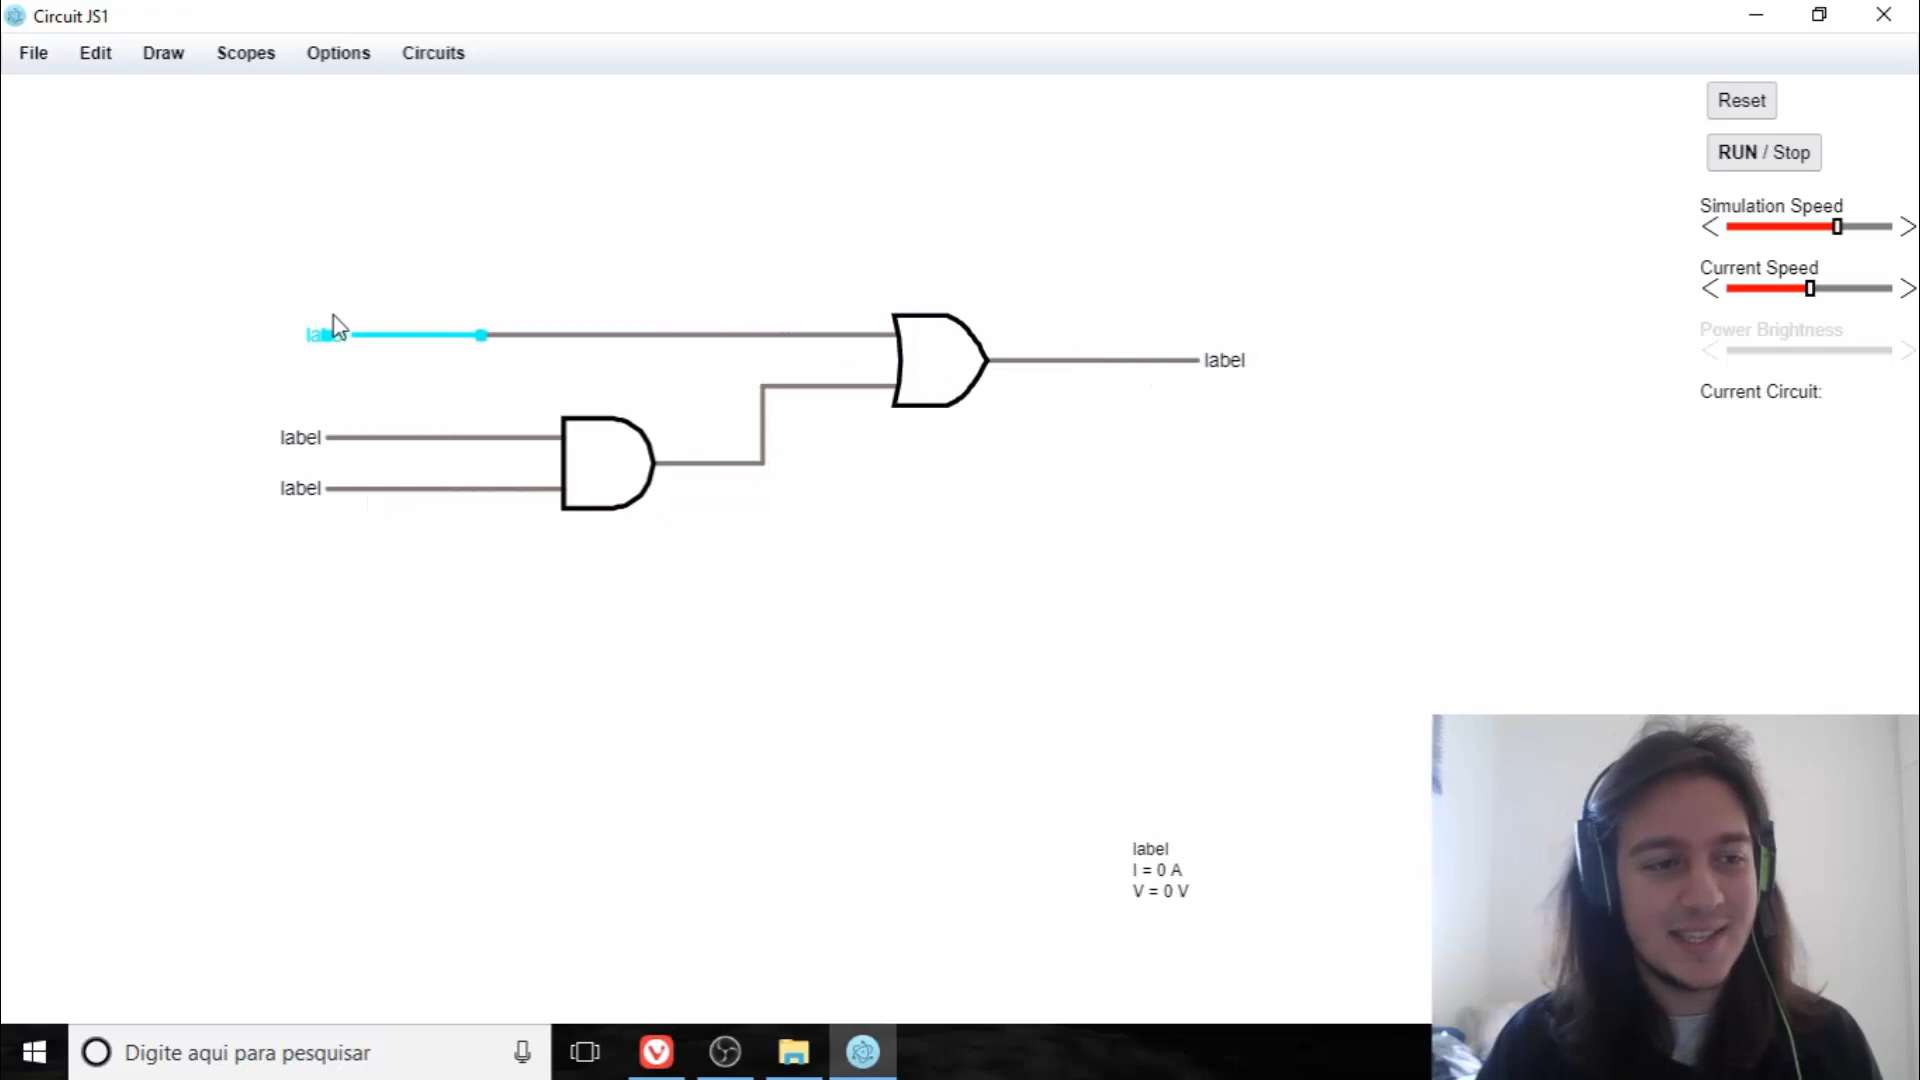 Circuit JS1
File Edit Draw Scopes Options Circuits
Reset
RUN / Stop
Simulation Speed
Current Speed
Power Brightness
Current Circuit:
label
label
label
label
I = 0 A
V = 0 V
Digite aqui para pesquisar